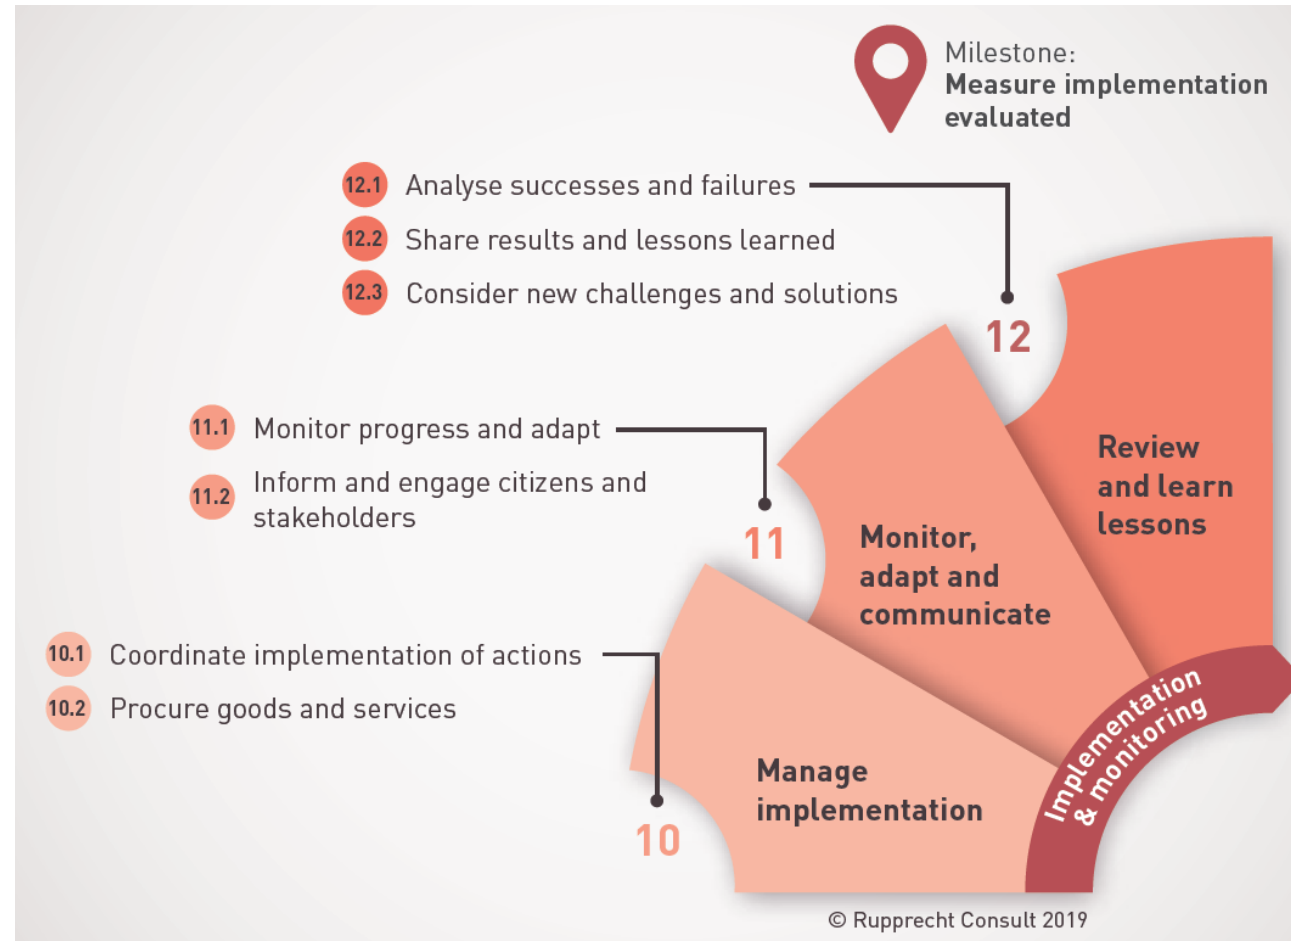 Milestone:
Measure implementation
evaluated
12.1 Analyse successes and failures
12.2 Share results and lessons learned
12.3 Consider new challenges and solutions
12
Review
and learn
lessons
11.1 Monitor progress and adapt
11.2 Inform and engage citizens and
stakeholders
11
Monitor,
adapt and
communicate
10.1 Coordinate implementation of actions
10.2 Procure goods and services
10
Manage
implementation
Implementation
& monitoring
© Rupprecht Consult 2019